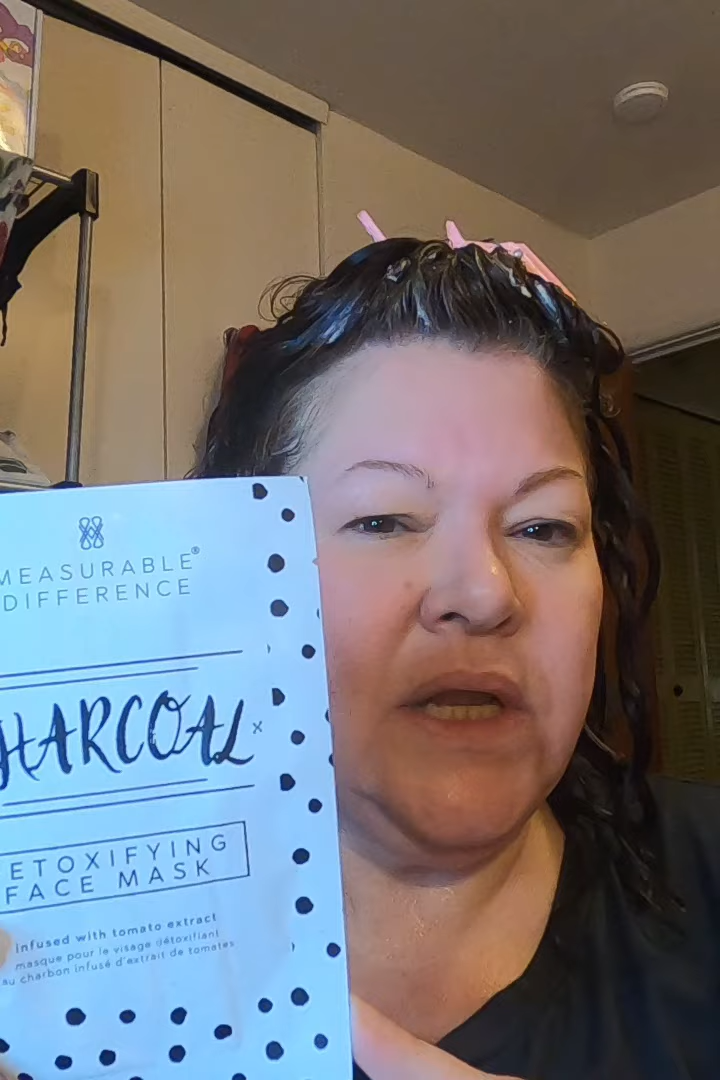 MEASURABLE®
DIFFERENCE
HARCOAL
ETOXIFYING
FACE MASK
infused with tomato extract
masque pour le visage détoxifiant
au charbon infusé d'extrait de tomates